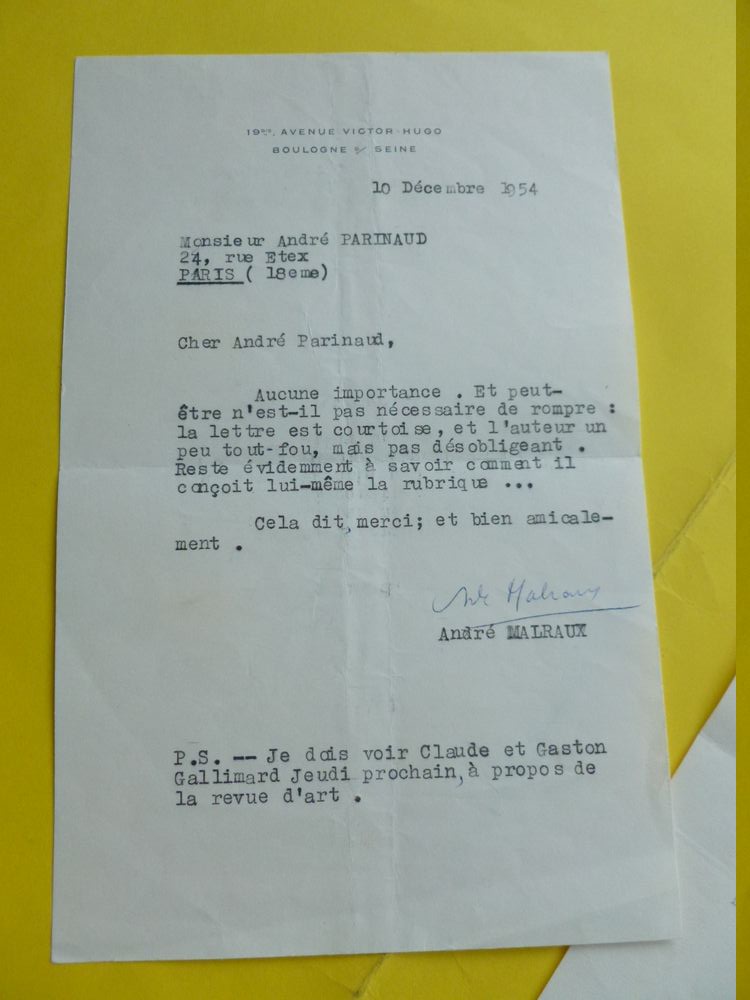 19BIS, AVENUE VICTOR-HUGO
BOULOGNE S/ SEINE
10 Décembre 1954
Monsieur André PARINAUD
24, rue Etex
PARIS ( 18eme)
Cher André Parinaud,
Aucune importance . Et peut-
être n'est-il pas nécessaire de rompre :
la lettre est courtoise, et l'auteur un
peu tout-fou, mais pas désobligeant .
Reste évidemment à savoir comment il
conçoit lui-même la rubrique ...
Cela dit, merci; et bien amicale-
ment .
André Malraux
André MALRAUX
P.S. -- Je dois voir Claude et Gaston
Gallimard Jeudi prochain, à propos de
la revue d'art .